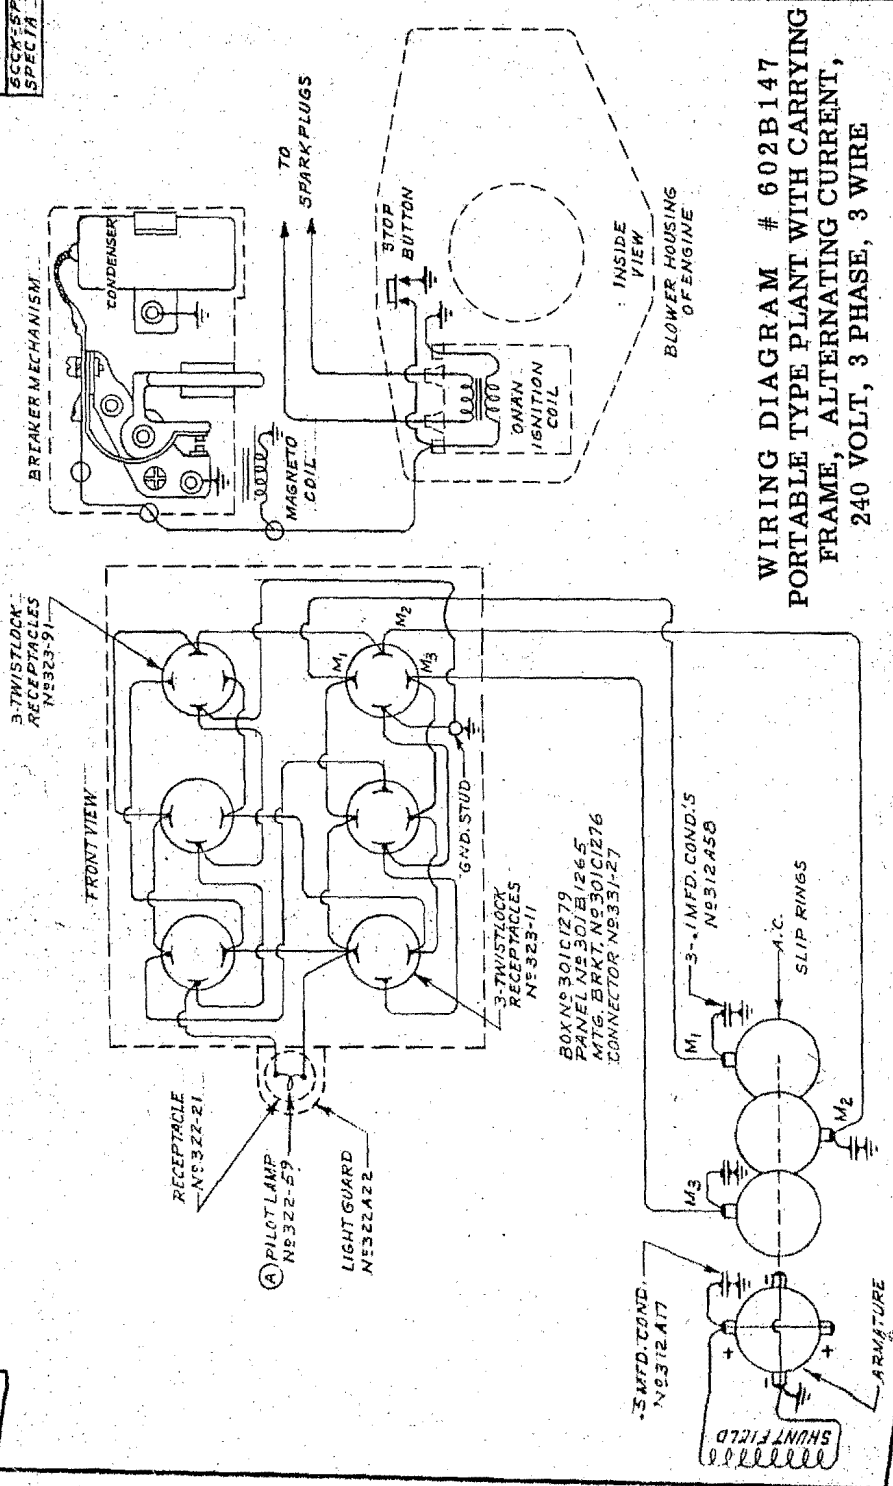 6CCK-SP
SPECIA
BREAKER MECHANISM
CONDENSER
MAGNETO
COIL
TO
SPARK PLUGS
STOP
BUTTON
ONAN
IGNITION
COIL
INSIDE
VIEW
BLOWER HOUSING
OF ENGINE
3-TWISTLOCK
RECEPTACLES
Nº323-91
FRONT VIEW
M1
M2
M3
GND. STUD
3-TWISTLOCK
RECEPTACLES
Nº323-11
RECEPTACLE
Nº322-21
A PILOT LAMP
Nº322-59
LIGHT GUARD
Nº322A22
BOX Nº301C1279
PANEL Nº301B1265
MTG. BRKT. Nº301C1276
CONNECTOR Nº331-27
3-.1 MFD. COND.'S
Nº312A58
A.C.
SLIP RINGS
M1
M2
M3
.5 MFD. COND.
Nº312A17
+
+
ARMATURE
SHUNT FIELD
WIRING DIAGRAM # 602B147
PORTABLE TYPE PLANT WITH CARRYING
FRAME, ALTERNATING CURRENT,
240 VOLT, 3 PHASE, 3 WIRE